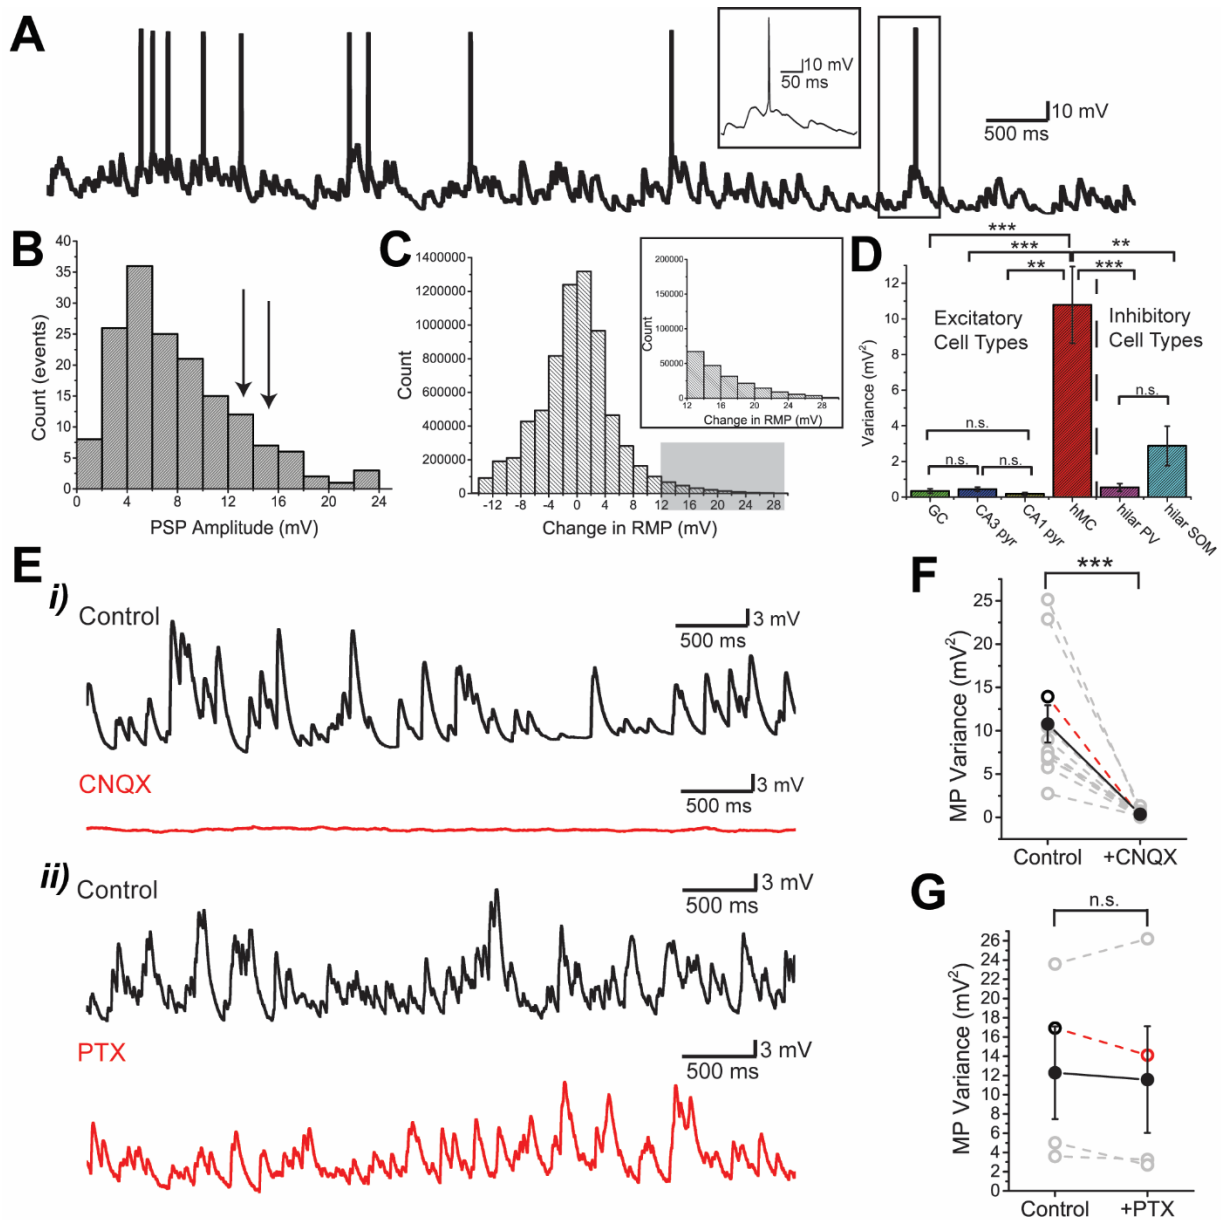 A
10 mV
50 ms
10 mV
500 ms
B
40
35
30
25
20
15
10
5
0
Count (events)
0 4 8 12 16 20 24
PSP Amplitude (mV)
C
1400000
1200000
1000000
800000
600000
400000
200000
0
Count
-12 -8 -4 0 4 8 12 16 20 24 28
Change in RMP (mV)
200000
150000
100000
50000
0
Count
12 16 20 24 28
Change in RMP (mV)
D
***
***
**
**
***
12
10
8
6
4
2
0
Variance (mV²)
Excitatory
Cell Types
Inhibitory
Cell Types
n.s.
n.s.
n.s.
n.s.
GC
CA3 pyr
CA1 pyr
hMC
hilar PV
hilar SOM
E
i)
Control
3 mV
500 ms
CNQX
3 mV
500 ms
ii)
Control
3 mV
500 ms
PTX
3 mV
500 ms
F
***
25
20
15
10
5
0
MP Variance (mV²)
Control +CNQX
G
n.s.
26
24
22
20
18
16
14
12
10
8
6
4
2
0
MP Variance (mV²)
Control +PTX